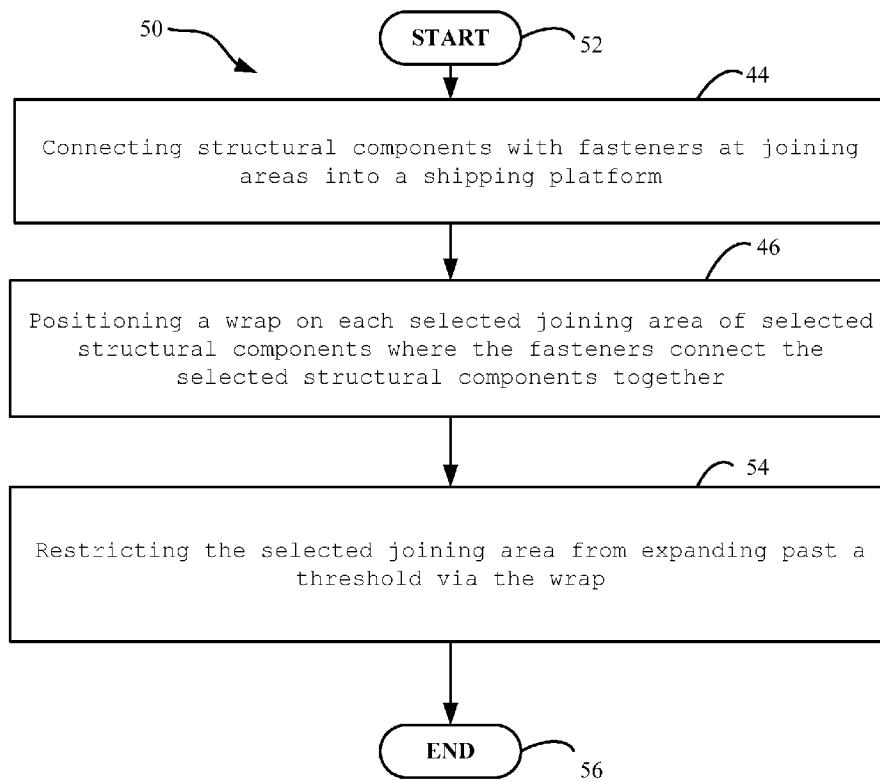 50
START
52
44
Connecting structural components with fasteners at joining
areas into a shipping platform
46
Positioning a wrap on each selected joining area of selected
structural components where the fasteners connect the
selected structural components together
54
Restricting the selected joining area from expanding past a
threshold via the wrap
END
56